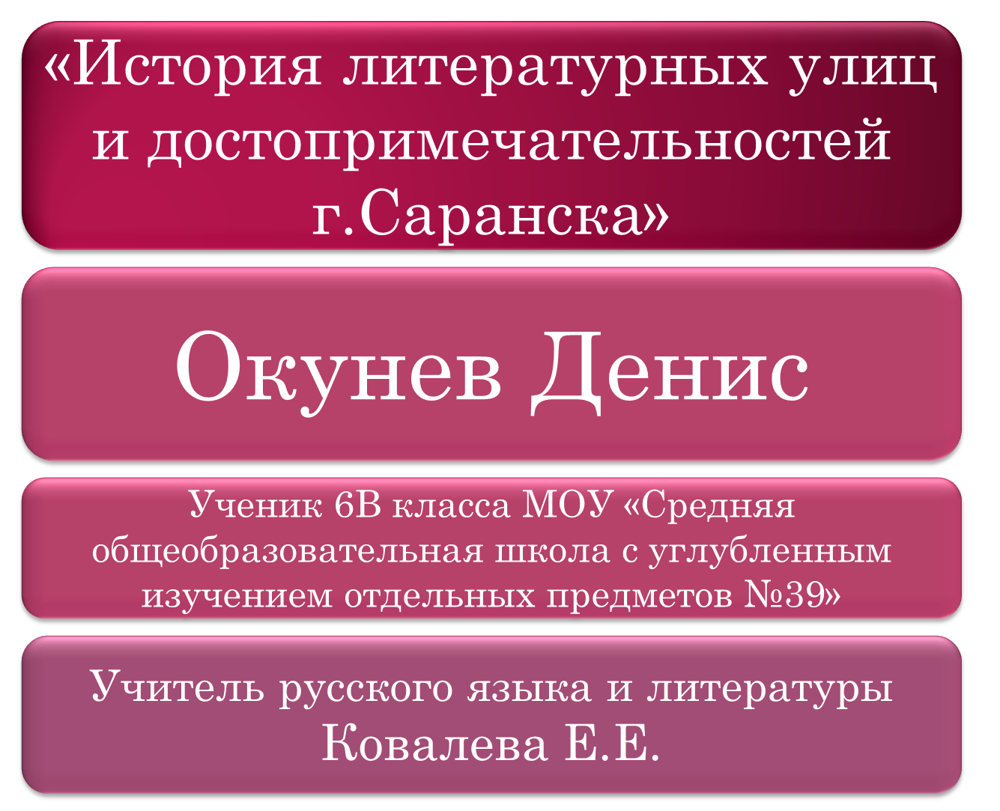 «История литературных улиц
и достопримечательностей
г.Саранска»
Окунев Денис
Ученик 6В класса МОУ «Средняя
общеобразовательная школа с углубленным
изучением отдельных предметов №39»
Учитель русского языка и литературы
Ковалева Е.Е.